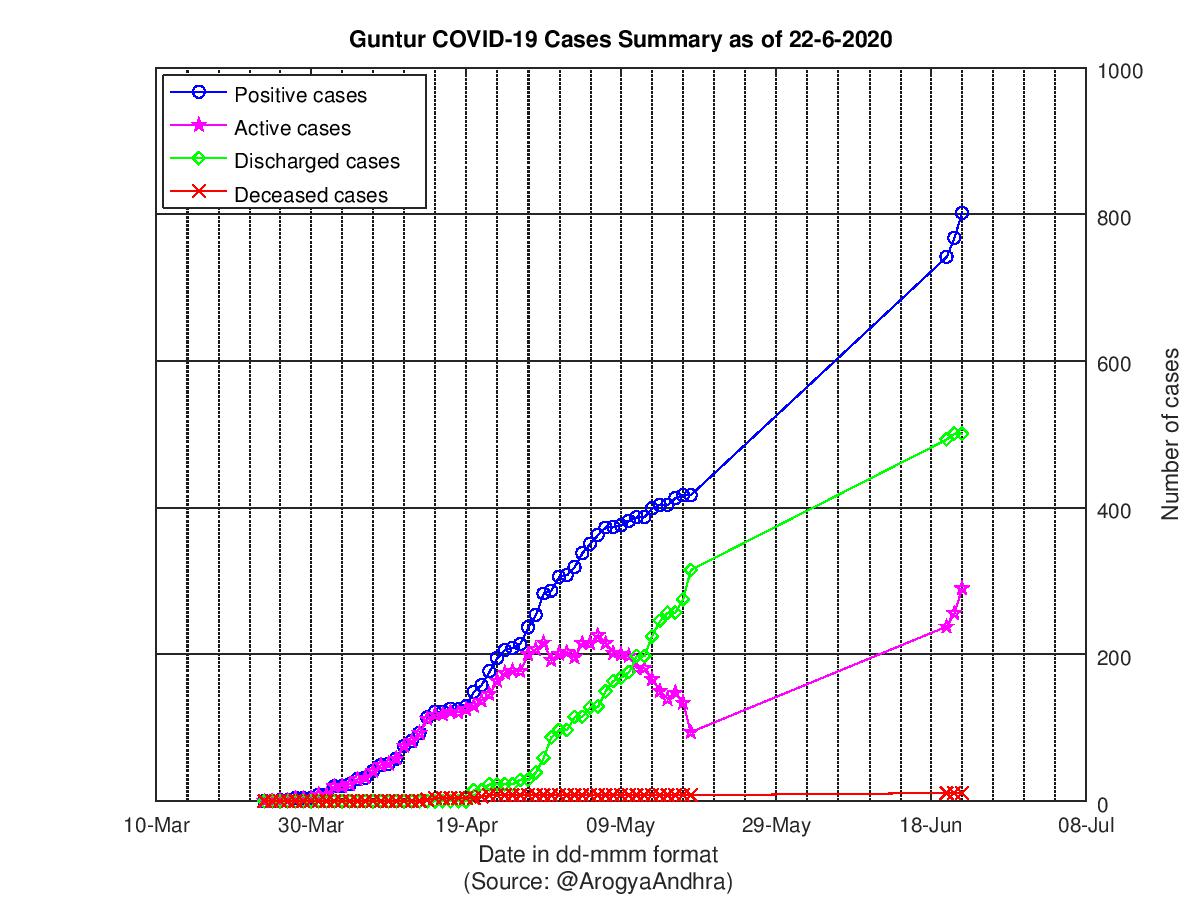 Guntur COVID-19 Cases Summary as of 22-6-2020
Positive cases
Active cases
Discharged cases
Deceased cases
1000
800
600
400
200
0
Number of cases
10-Mar 30-Mar 19-Apr 09-May 29-May 18-Jun 08-Jul
Date in dd-mmm format
(Source: @ArogyaAndhra)